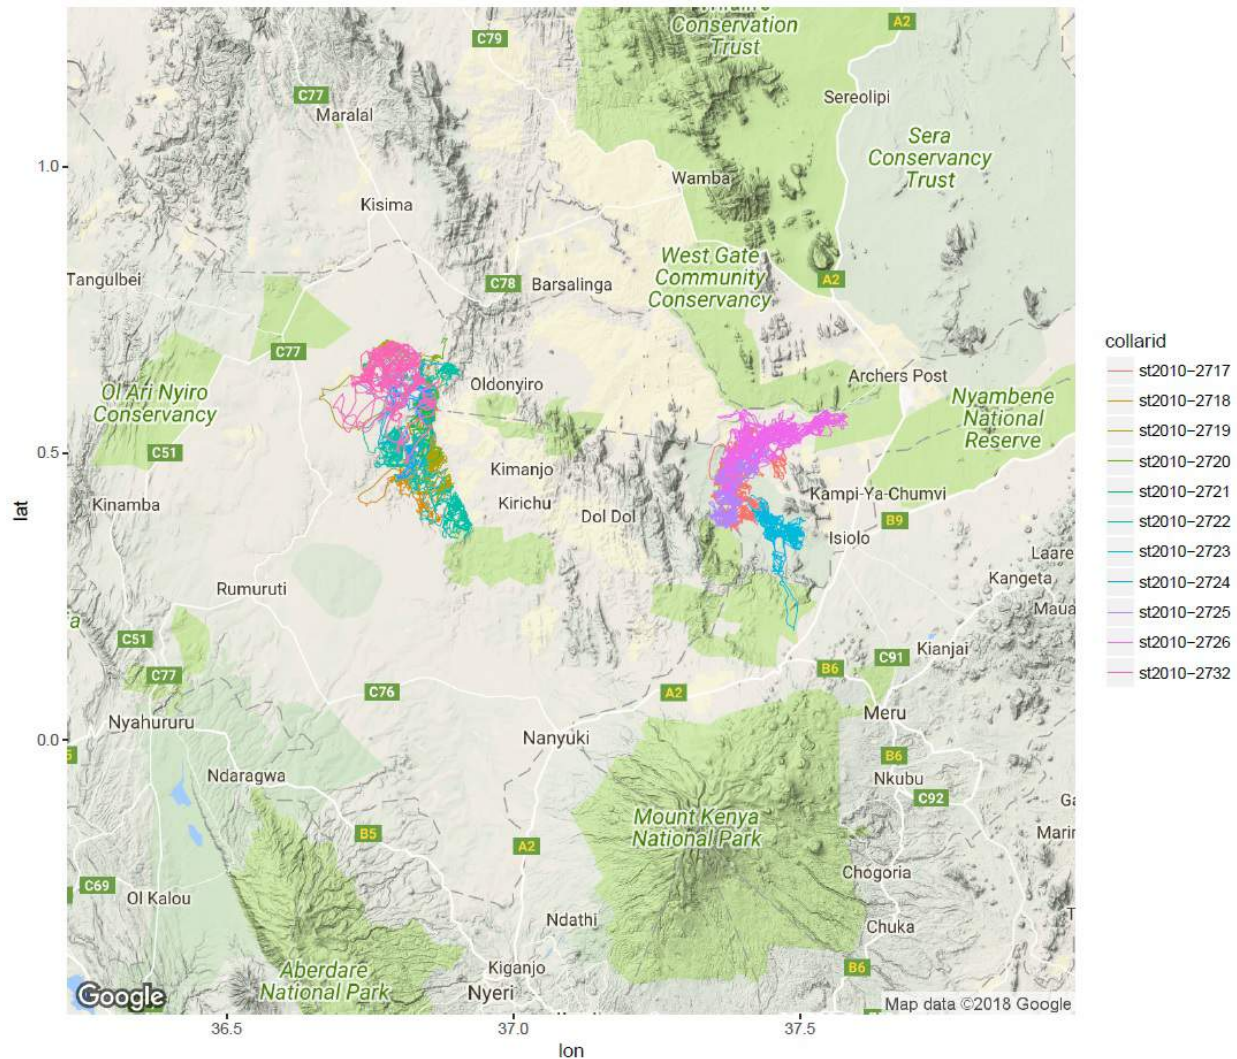 Wildlife
Conservation
Trust
A2
C79
C77
Maralal
Sereolipi
Sera
Conservancy
Trust
1.0
Wamba
Kisima
West Gate
Community
Conservancy
A2
Tangulbei
C78
Barsalinga
C77
collarid
st2010-2717
st2010-2718
st2010-2719
st2010-2720
st2010-2721
st2010-2722
st2010-2723
st2010-2724
st2010-2725
st2010-2726
st2010-2732
Oldonyiro
Archers Post
Ol Ari Nyiro
Conservancy
Nyambene
National
Reserve
0.5
C51
Kimanjo
Kinamba
Kirichu
Dol Dol
Kampi-Ya-Chumvi
B9
Isiolo
lat
Laare
Kangeta
Maua
Rumuruti
a
C51
C77
C76
A2
B6
C91
Kianjai
Meru
Nyahururu
0.0
Nanyuki
B6
Ndaragwa
Nkubu
C92
Ga
Mount Kenya
National Park
B5
A2
Marin
C69
Ol Kalou
Chogoria
Ndathi
Chuka
T
Aberdare
National Park
Kiganjo
B6
Nyeri
Google
Map data ©2018 Google
36.5
37.0
37.5
lon